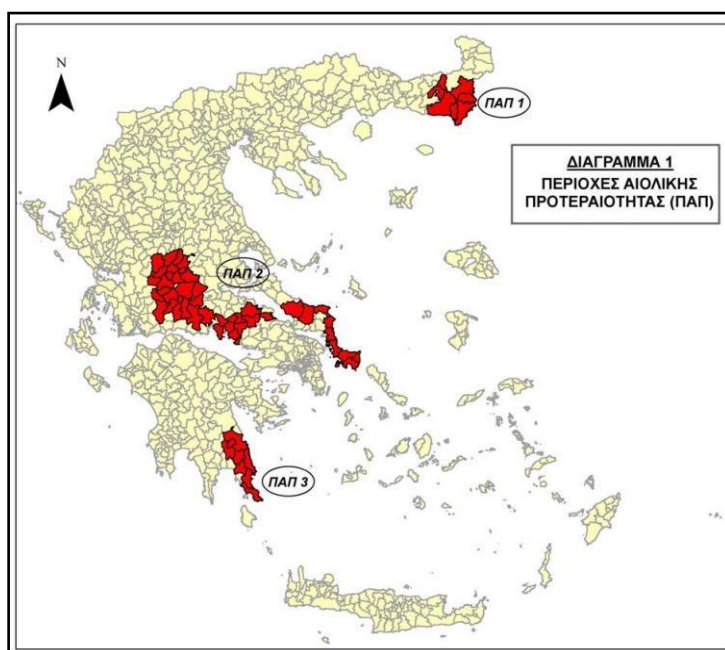 N
ΠΑΠ 1
ΔΙΑΓΡΑΜΜΑ 1
ΠΕΡΙΟΧΕΣ ΑΙΟΛΙΚΗΣ
ΠΡΟΤΕΡΑΙΟΤΗΤΑΣ (ΠΑΠ)
ΠΑΠ 2
ΠΑΠ 3